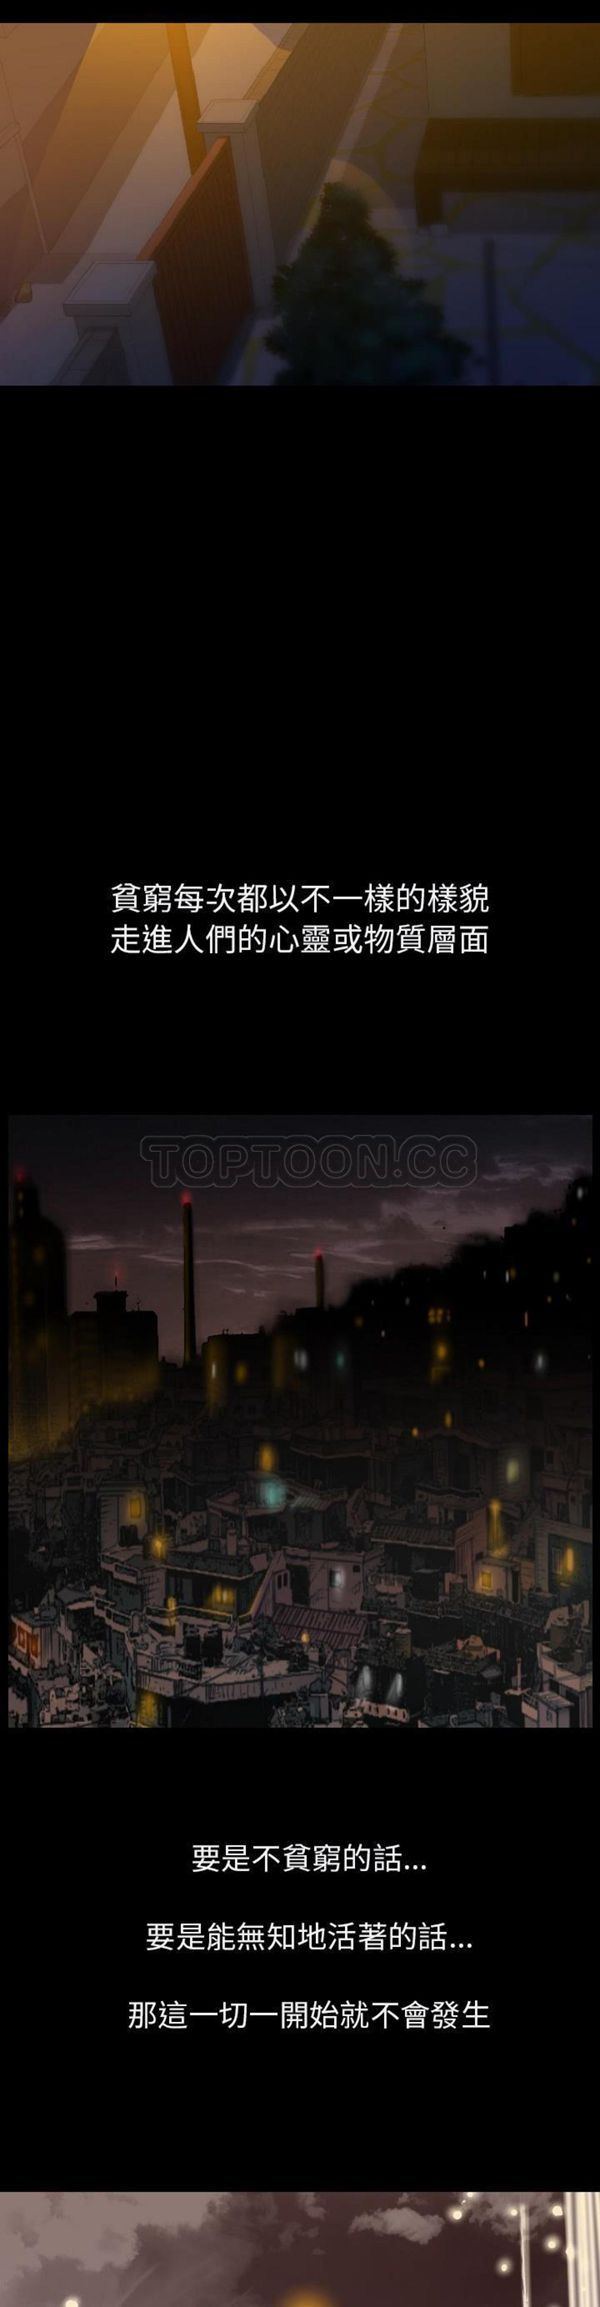 貧窮每次都以不一樣的樣貌
走進人們的心靈或物質層面
TOPTOON.CC
要是不貧窮的話...
要是能無知地活著的話...
那這一切一開始就不會發生